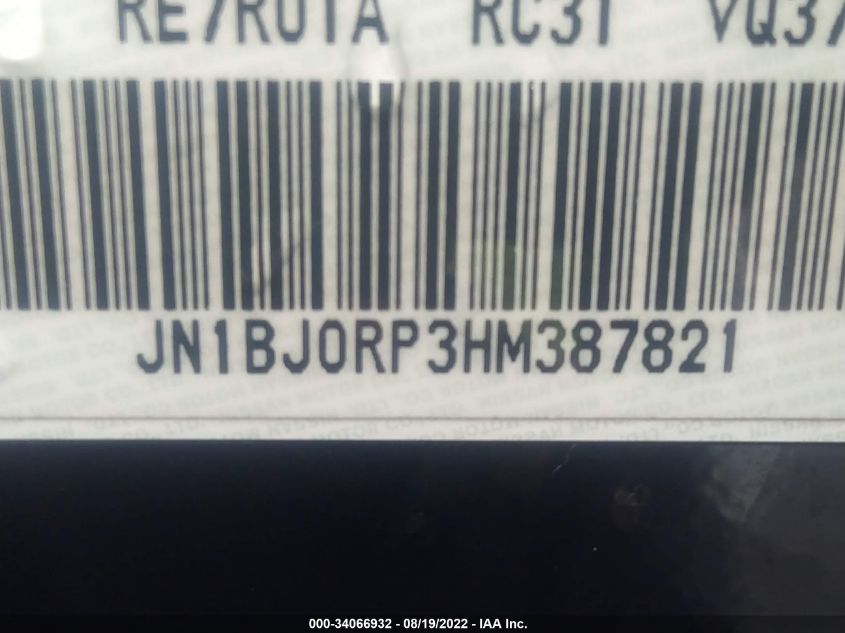 RE7R01A RC31 VQ37
JN1BJ0RP3HM387821
000-34066932 - 08/19/2022 - IAA Inc.